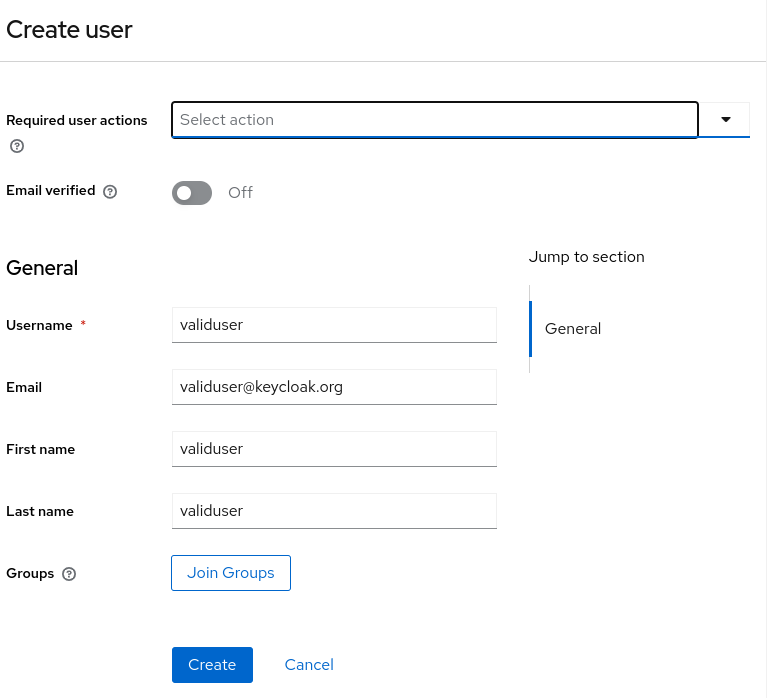 Create user
Required user actions
Select action
Email verified
Off
General
Jump to section
General
Username *
validuser
Email
validuser@keycloak.org
First name
validuser
Last name
validuser
Groups
Join Groups
Create
Cancel